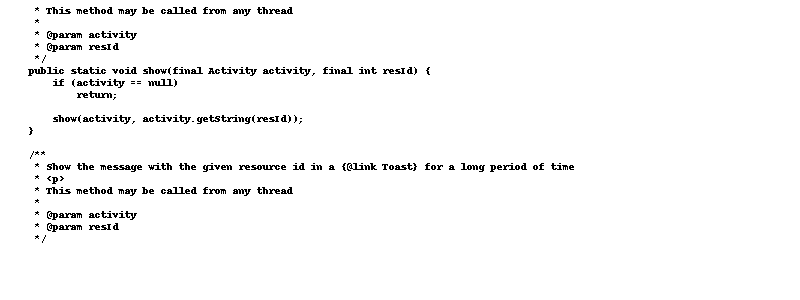 * This method may be called from any thread
*
* @param activity
* @param resId
*/
public static void show(final Activity activity, final int resId) {
if (activity == null)
return;
show(activity, activity.getString(resId));
}
/**
* Show the message with the given resource id in a {@link Toast} for a long period of time
* <p>
* This method may be called from any thread
*
* @param activity
* @param resId
*/